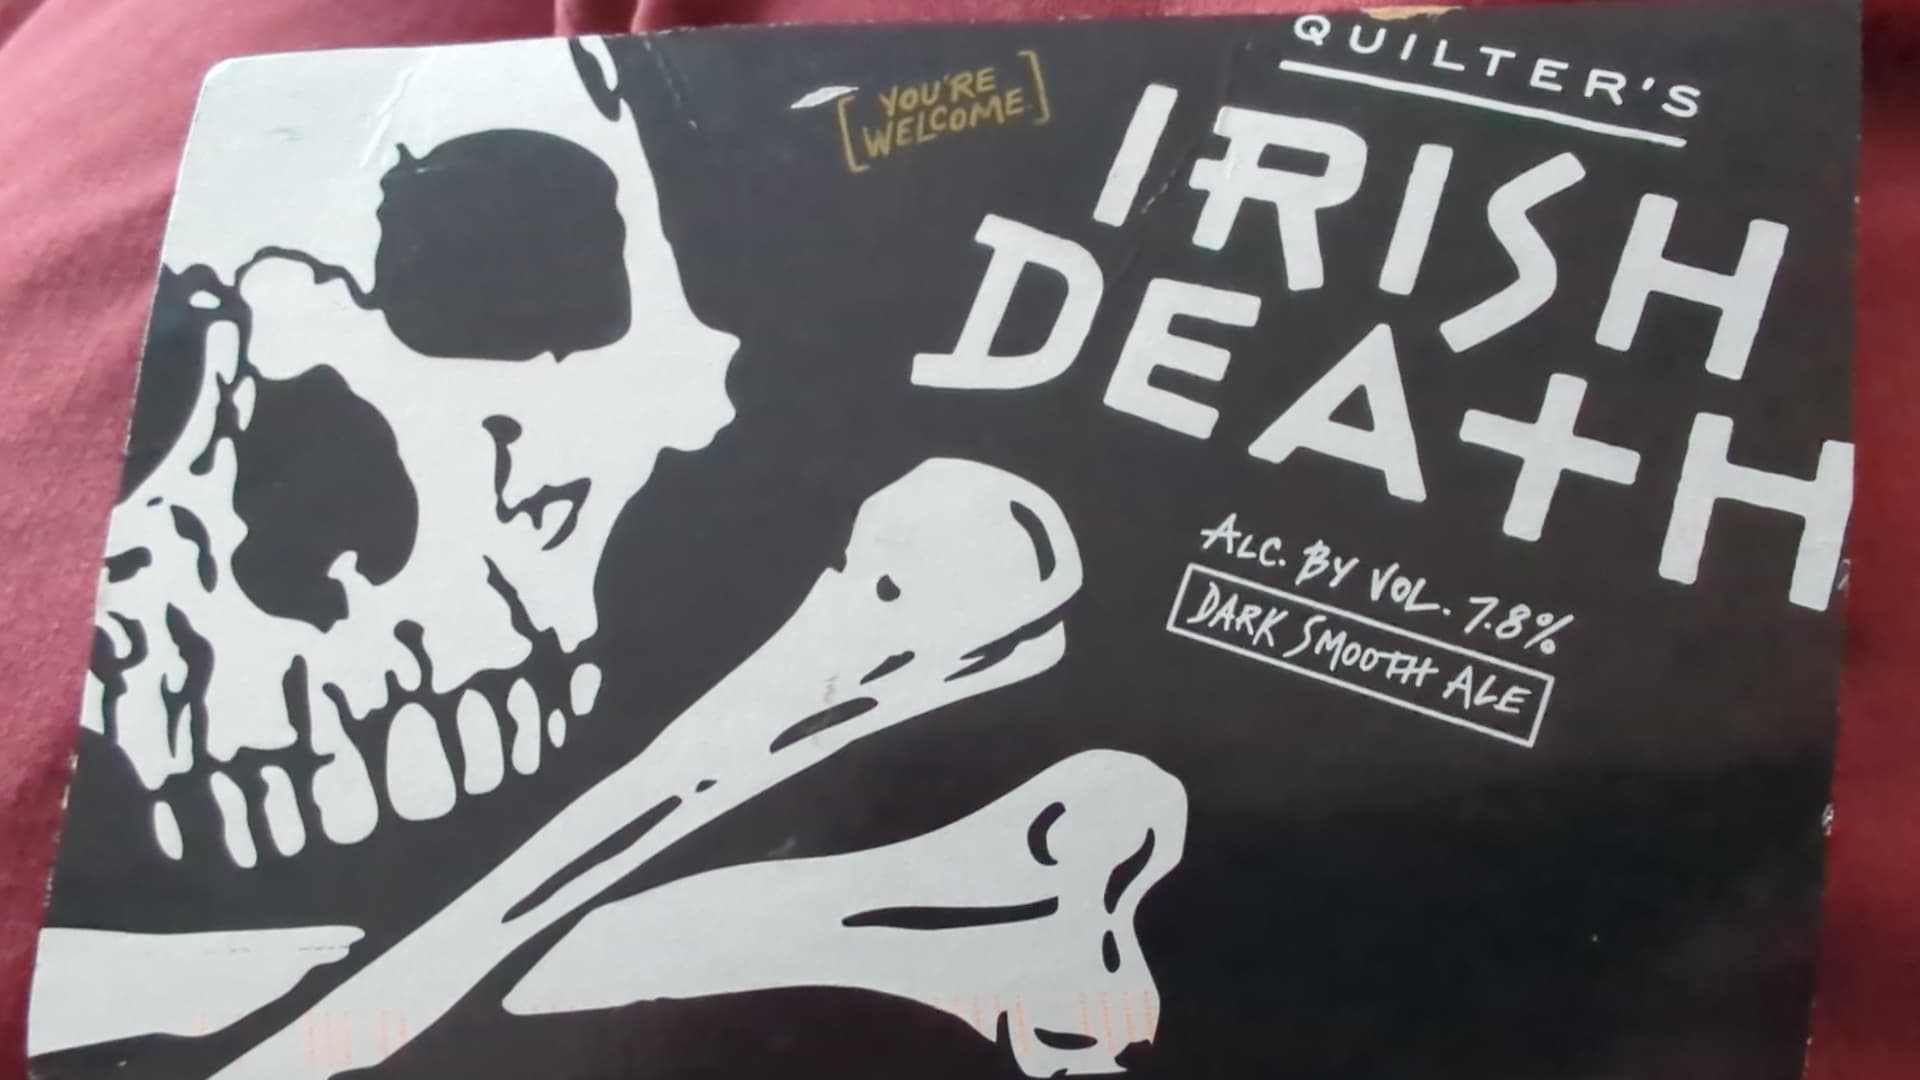 [YOU'RE
WELCOME]
QUILTER'S
IRISH
DEATH
ALC. BY VOL. 7.8%
DARK SMOOTH ALE